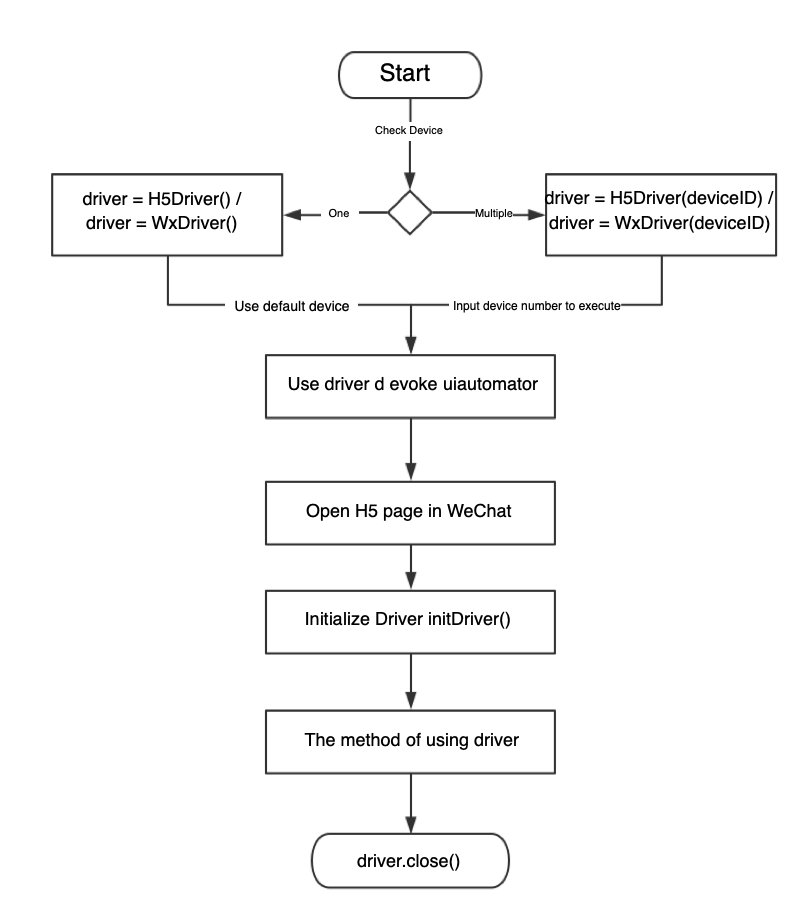 Start
Check Device
driver = H5Driver() /
driver = WxDriver()
One
Multiple
driver = H5Driver(deviceID) /
driver = WxDriver(deviceID)
Use default device
Input device number to execute
Use driver d evoke uiautomator
Open H5 page in WeChat
Initialize Driver initDriver()
The method of using driver
driver.close()